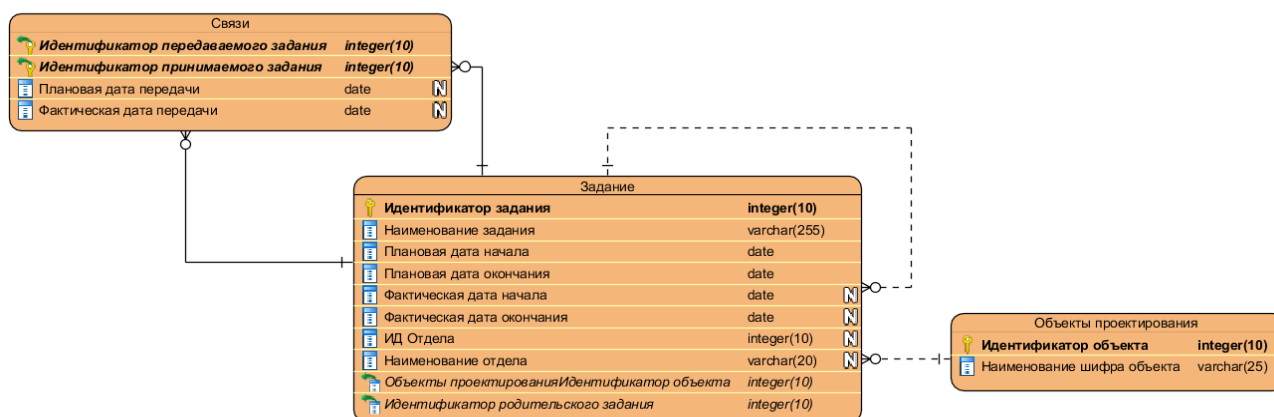 Связи
Идентификатор передаваемого задания integer(10)
Идентификатор принимаемого задания integer(10)
Плановая дата передачи date N
Фактическая дата передачи date N
Задание
Идентификатор задания integer(10)
Наименование задания varchar(255)
Плановая дата начала date
Плановая дата окончания date
Фактическая дата начала date N
Фактическая дата окончания date N
ИД Отдела integer(10) N
Наименование отдела varchar(20) N
Объекты проектированияИдентификатор объекта integer(10)
Идентификатор родительского задания integer(10)
Объекты проектирования
Идентификатор объекта integer(10)
Наименование шифра объекта varchar(25)